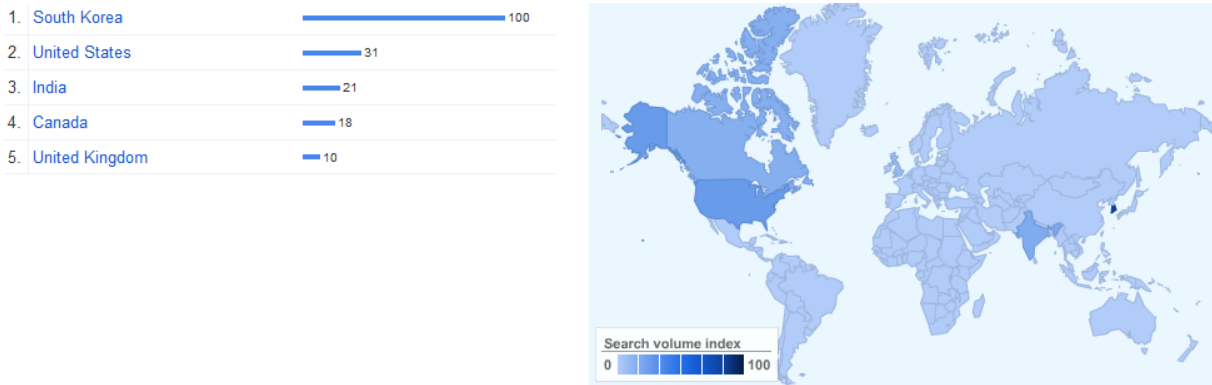 1. South Korea 100
2. United States 31
3. India 21
4. Canada 18
5. United Kingdom 10
Search volume index
0 100